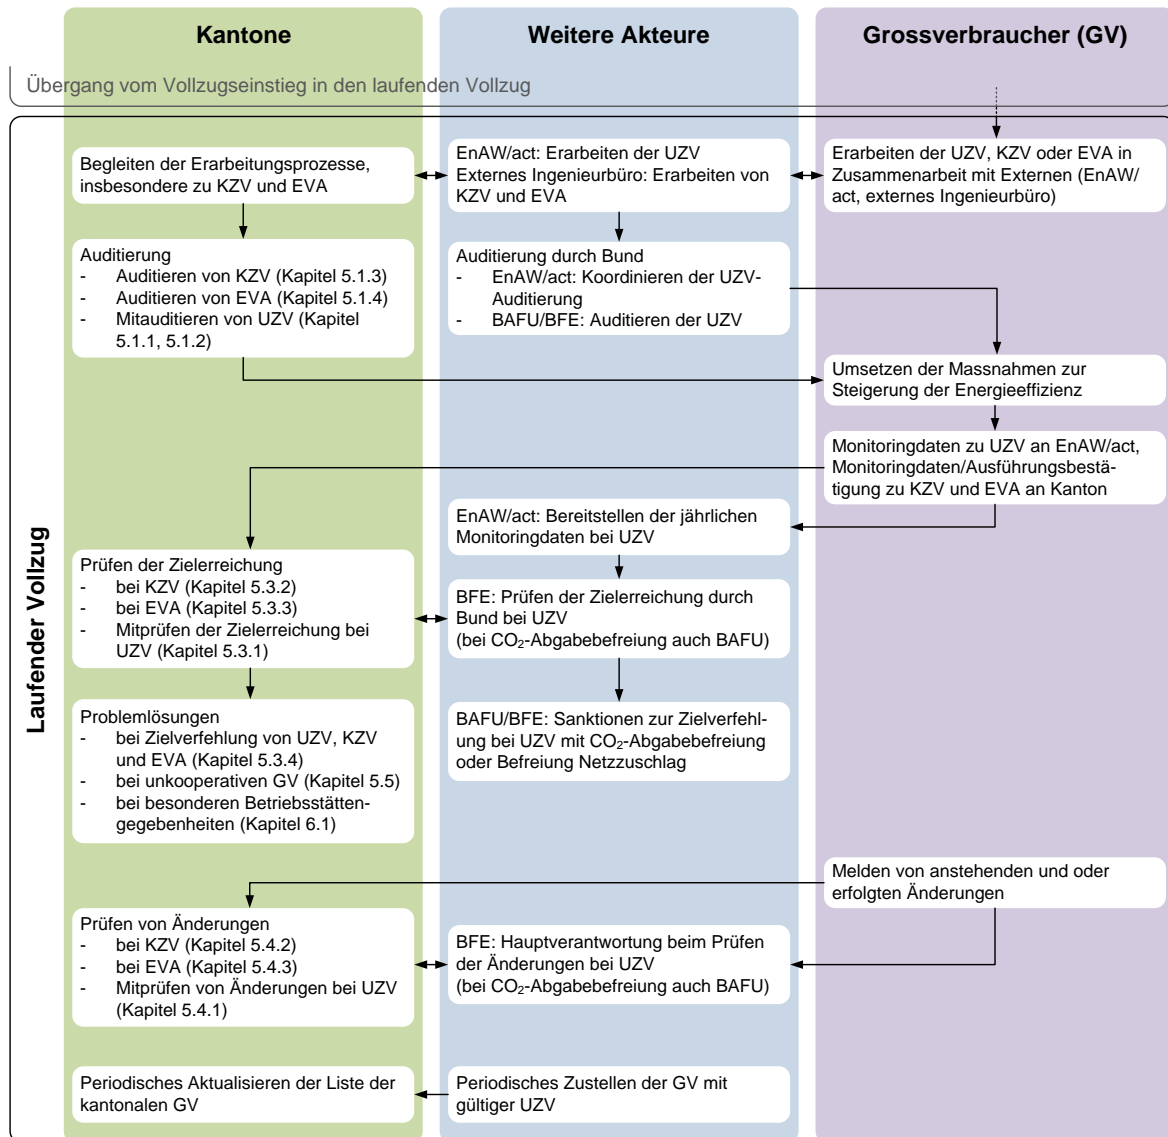 Kantone
Weitere Akteure
Grossverbraucher (GV)
Übergang vom Vollzugseinstieg in den laufenden Vollzug
Laufender Vollzug
Begleiten der Erarbeitungsprozesse,
insbesondere zu KZV und EVA
EnAW/act: Erarbeiten der UZV
Externes Ingenieurbüro: Erarbeiten von
KZV und EVA
Erarbeiten der UZV, KZV oder EVA in
Zusammenarbeit mit Externen (EnAW/
act, externes Ingenieurbüro)
Auditierung
- Auditieren von KZV (Kapitel 5.1.3)
- Auditieren von EVA (Kapitel 5.1.4)
- Mitauditieren von UZV (Kapitel
5.1.1, 5.1.2)
Auditierung durch Bund
- EnAW/act: Koordinieren der UZV-
Auditierung
- BAFU/BFE: Auditieren der UZV
Umsetzen der Massnahmen zur
Steigerung der Energieeffizienz
Monitoringdaten zu UZV an EnAW/act,
Monitoringdaten/Ausführungsbestä-
tigung zu KZV und EVA an Kanton
EnAW/act: Bereitstellen der jährlichen
Monitoringdaten bei UZV
Prüfen der Zielerreichung
- bei KZV (Kapitel 5.3.2)
- bei EVA (Kapitel 5.3.3)
- Mitprüfen der Zielerreichung bei
UZV (Kapitel 5.3.1)
BFE: Prüfen der Zielerreichung durch
Bund bei UZV
(bei CO₂-Abgabebefreiung auch BAFU)
Problemlösungen
- bei Zielverfehlung von UZV, KZV
und EVA (Kapitel 5.3.4)
- bei unkooperativen GV (Kapitel 5.5)
- bei besonderen Betriebsstätten-
gegebenheiten (Kapitel 6.1)
BAFU/BFE: Sanktionen zur Zielverfehl-
lung bei UZV mit CO₂-Abgabebefreiung
oder Befreiung Netzzuschlag
Melden von anstehenden und oder
erfolgten Änderungen
Prüfen von Änderungen
- bei KZV (Kapitel 5.4.2)
- bei EVA (Kapitel 5.4.3)
- Mitprüfen von Änderungen bei UZV
(Kapitel 5.4.1)
BFE: Hauptverantwortung beim Prüfen
der Änderungen bei UZV
(bei CO₂-Abgabebefreiung auch BAFU)
Periodisches Aktualisieren der Liste der
kantonalen GV
Periodisches Zustellen der GV mit
gültiger UZV